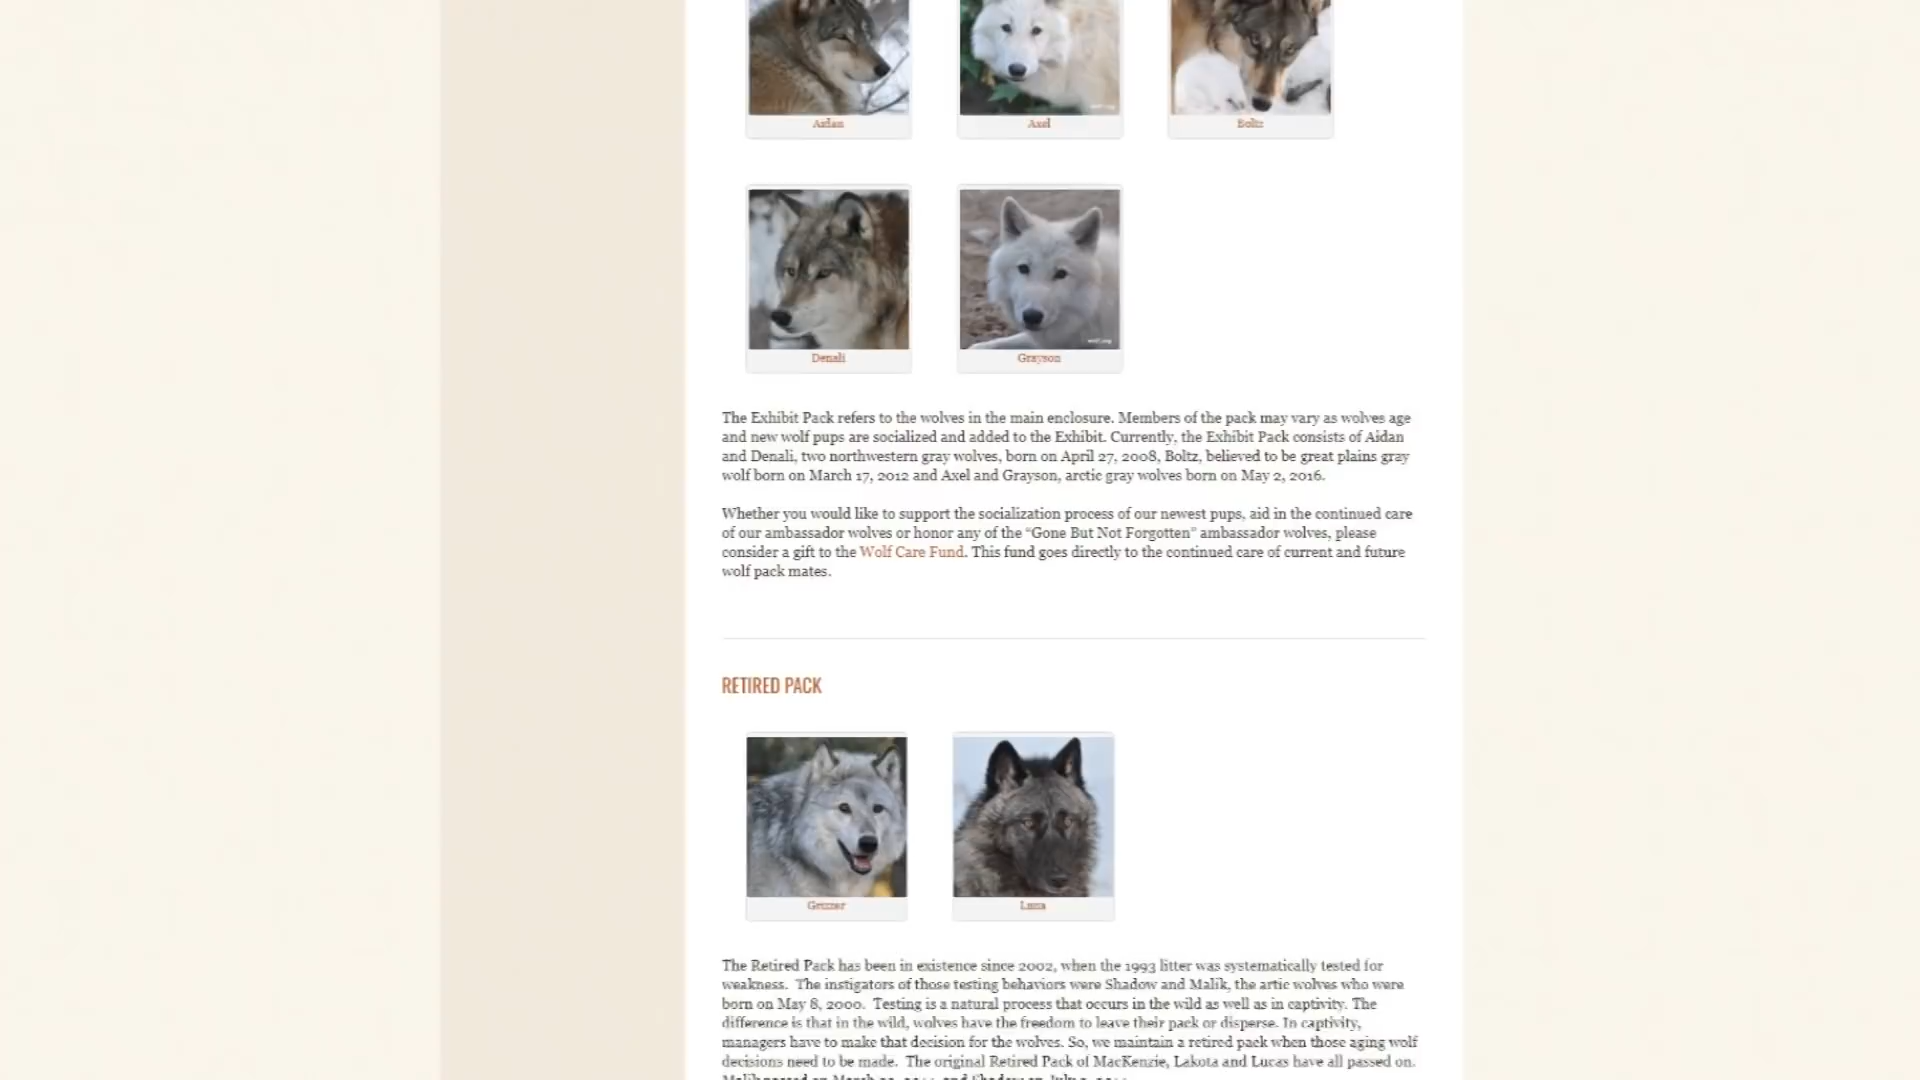 Aidan Axel Boltz
wolf.org
Denali Grayson
The Exhibit Pack refers to the wolves in the main enclosure. Members of the pack may vary as wolves age
and new wolf pups are socialized and added to the Exhibit. Currently, the Exhibit Pack consists of Aidan
and Denali, two northwestern gray wolves, born on April 27, 2008, Boltz, believed to be great plains gray
wolf born on March 17, 2012 and Axel and Grayson, arctic gray wolves born on May 2, 2016.
Whether you would like to support the socialization process of our newest pups, aid in the continued care
of our ambassador wolves or honor any of the “Gone But Not Forgotten” ambassador wolves, please
consider a gift to the Wolf Care Fund. This fund goes directly to the continued care of current and future
wolf pack mates.
RETIRED PACK
Grizzer Luna
The Retired Pack has been in existence since 2002, when the 1993 litter was systematically tested for
weakness. The instigators of those testing behaviors were Shadow and Malik, the artic wolves who were
born on May 8, 2000. Testing is a natural process that occurs in the wild as well as in captivity. The
difference is that in the wild, wolves have the freedom to leave their pack or disperse. In captivity,
managers have to make that decision for the wolves. So, we maintain a retired pack when those aging wolf
decisions need to be made. The original Retired Pack of MacKenzie, Lakota and Lucas have all passed on.